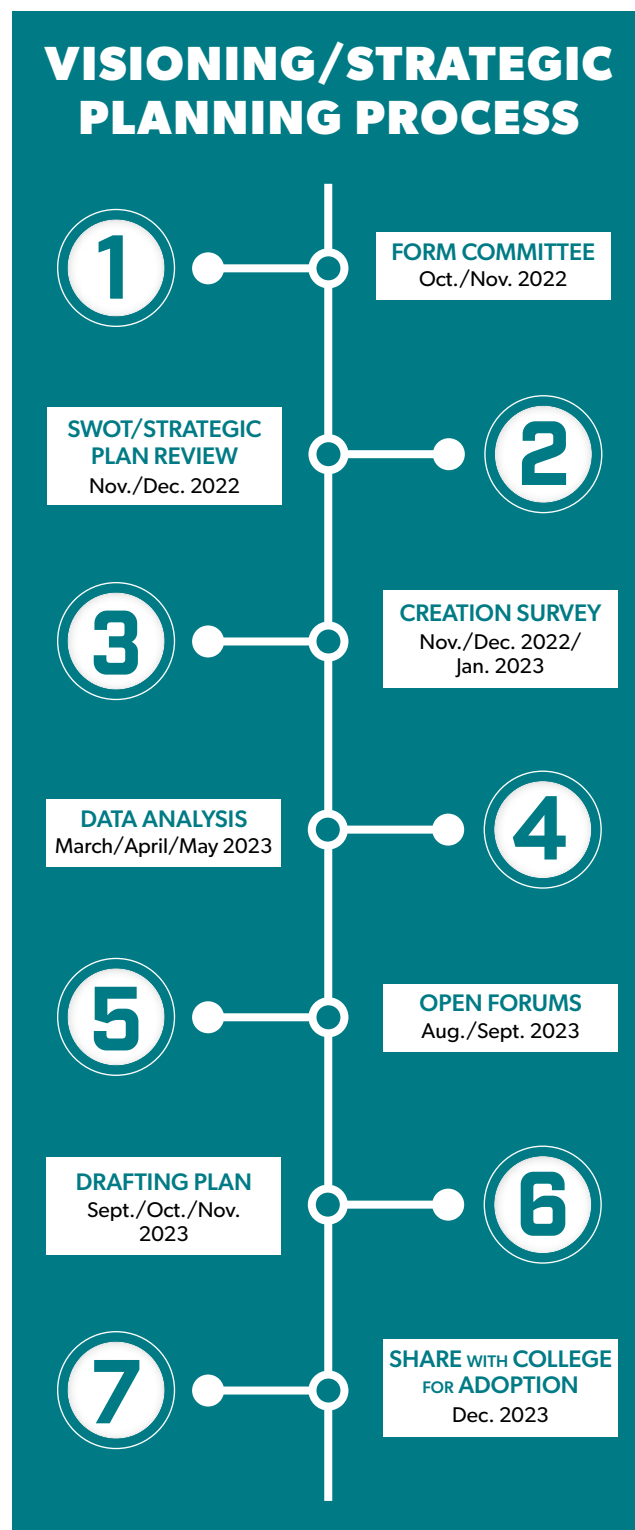 VISIONING/STRATEGIC
PLANNING PROCESS
1
FORM COMMITTEE
Oct./Nov. 2022
SWOT/STRATEGIC
PLAN REVIEW
Nov./Dec. 2022
2
3
CREATION SURVEY
Nov./Dec. 2022/
Jan. 2023
DATA ANALYSIS
March/April/May 2023
4
5
OPEN FORUMS
Aug./Sept. 2023
DRAFTING PLAN
Sept./Oct./Nov.
2023
6
7
SHARE WITH COLLEGE
FOR ADOPTION
Dec. 2023